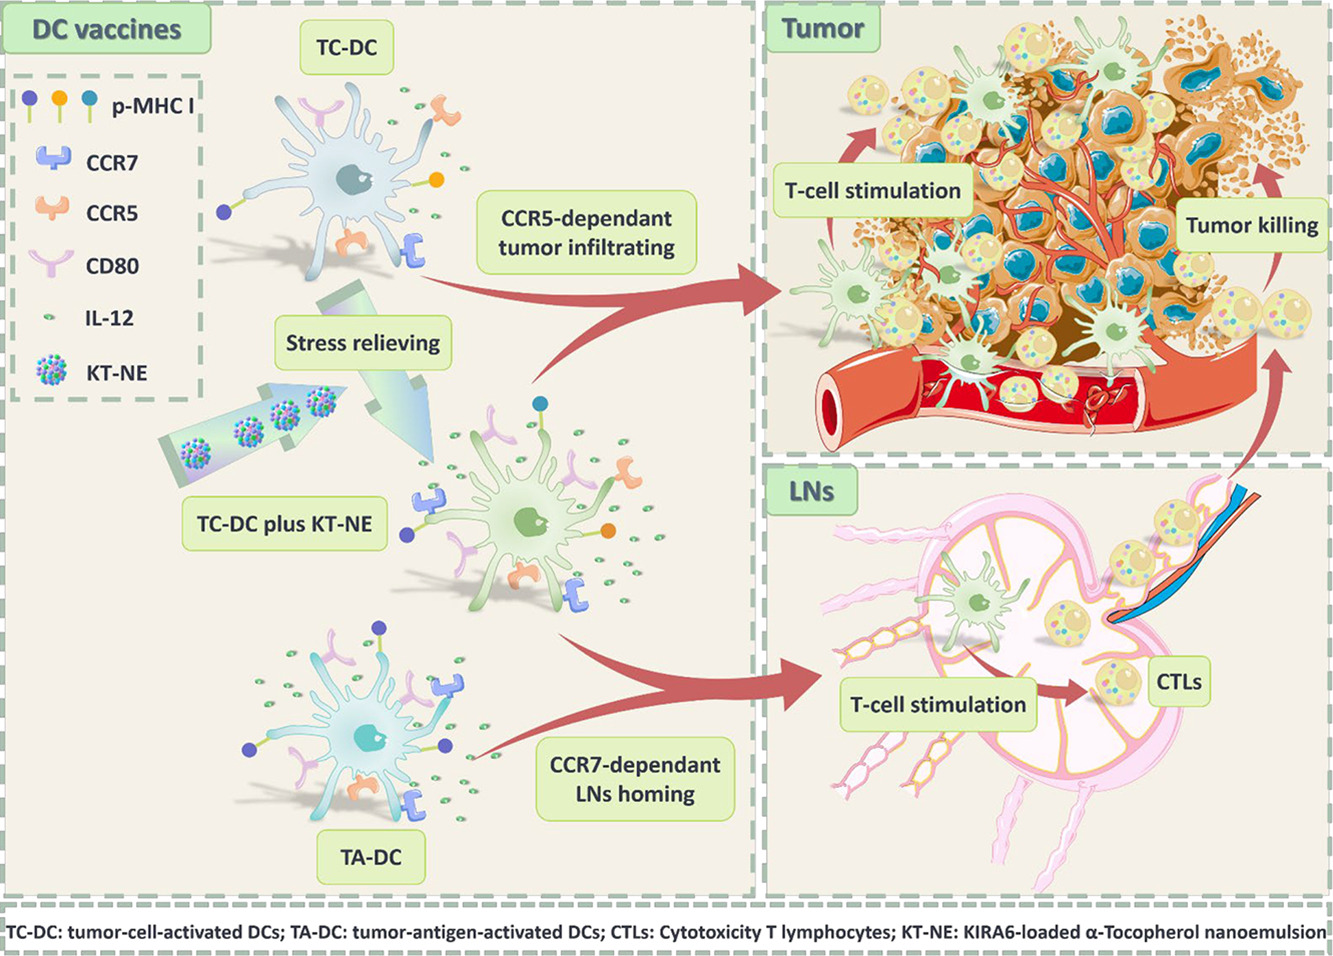 DC vaccines
p-MHC I
CCR7
CCR5
CD80
IL-12
KT-NE
TC-DC
CCR5-dependant
tumor infiltrating
Stress relieving
TC-DC plus KT-NE
TA-DC
CCR7-dependant
LNs homing
Tumor
T-cell stimulation
Tumor killing
LNs
T-cell stimulation
CTLs
TC-DC: tumor-cell-activated DCs; TA-DC: tumor-antigen-activated DCs; CTLs: Cytotoxicity T lymphocytes; KT-NE: KIRA6-loaded α-Tocopherol nanoemulsion